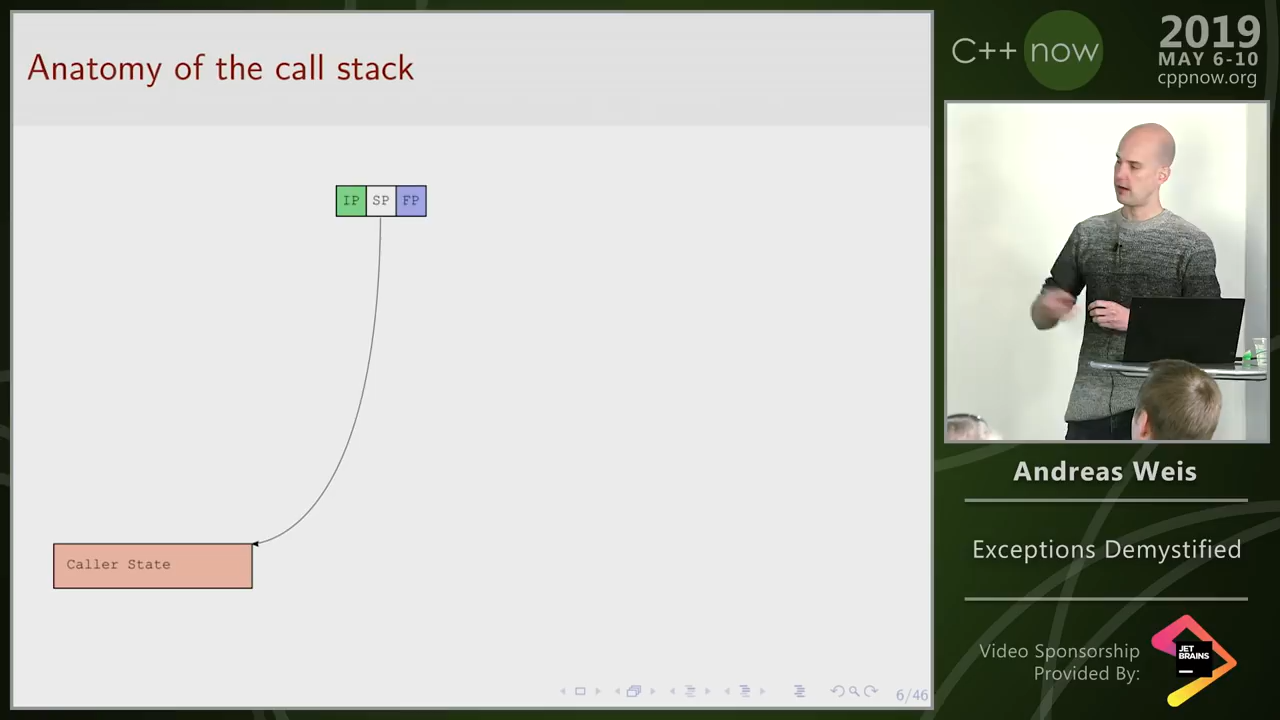 Anatomy of the call stack
IP SP FP
Caller State
6/46
C++ now
2019
MAY 6-10
cppnow.org
Andreas Weis
Exceptions Demystified
Video Sponsorship
Provided By:
JET
BRAINS